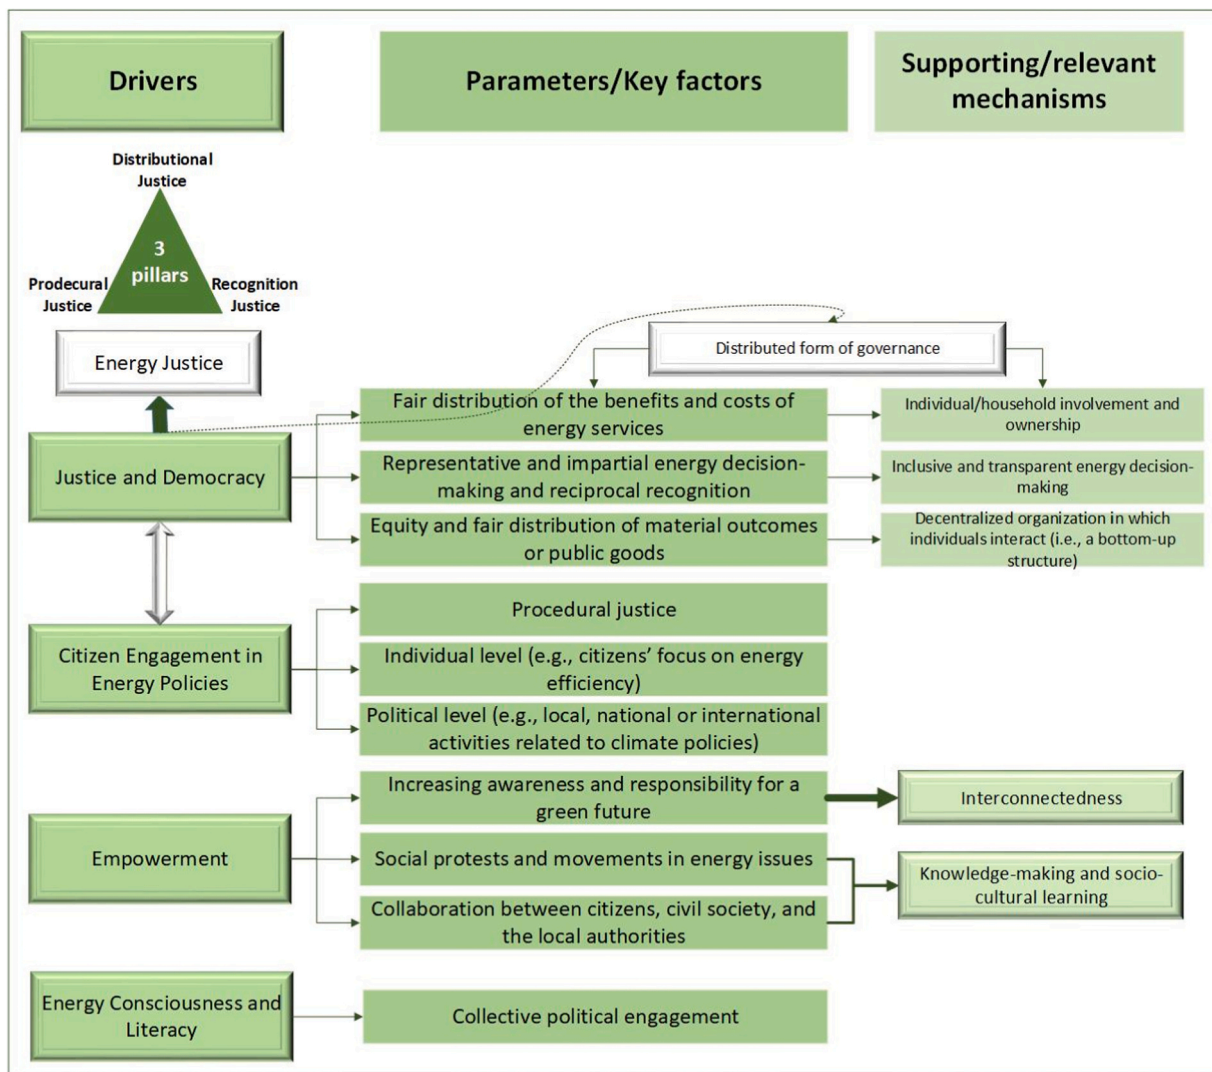 Drivers
Parameters/Key factors
Supporting/relevant
mechanisms
Distributional
Justice
3
pillars
Prodecural
Justice
Recognition
Justice
Energy Justice
Distributed form of governance
Justice and Democracy
Fair distribution of the benefits and costs of
energy services
Individual/household involvement and
ownership
Representative and impartial energy decision-
making and reciprocal recognition
Inclusive and transparent energy decision-
making
Equity and fair distribution of material outcomes
or public goods
Decentralized organization in which
individuals interact (i.e., a bottom-up
structure)
Citizen Engagement in
Energy Policies
Procedural justice
Individual level (e.g., citizens’ focus on energy
efficiency)
Political level (e.g., local, national or international
activities related to climate policies)
Empowerment
Increasing awareness and responsibility for a
green future
Interconnectedness
Social protests and movements in energy issues
Collaboration between citizens, civil society, and
the local authorities
Knowledge-making and socio-
cultural learning
Energy Consciousness and
Literacy
Collective political engagement